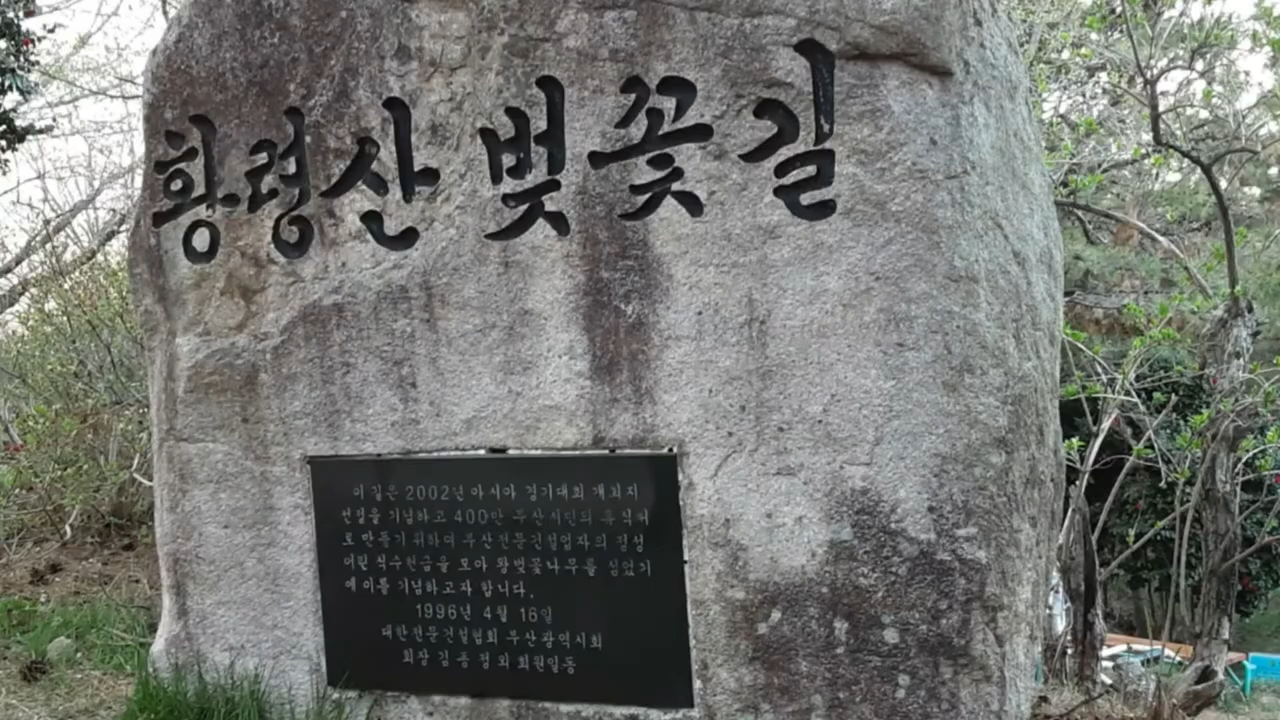 황령산 벚꽃길
이 길은 2002년 아시아 경기대회 개최지
선정을 기념하고 400만 부산시민의 휴식처
로 만들기 위하여 부산전문건설업자의 정성
어린 식수헌금을 모아 왕벚꽃나무를 심었기
에 이를 기념하고자 합니다.
1996년 4월 16일
대한전문건설협회 부산광역시회
회장 김종정외 회원일동